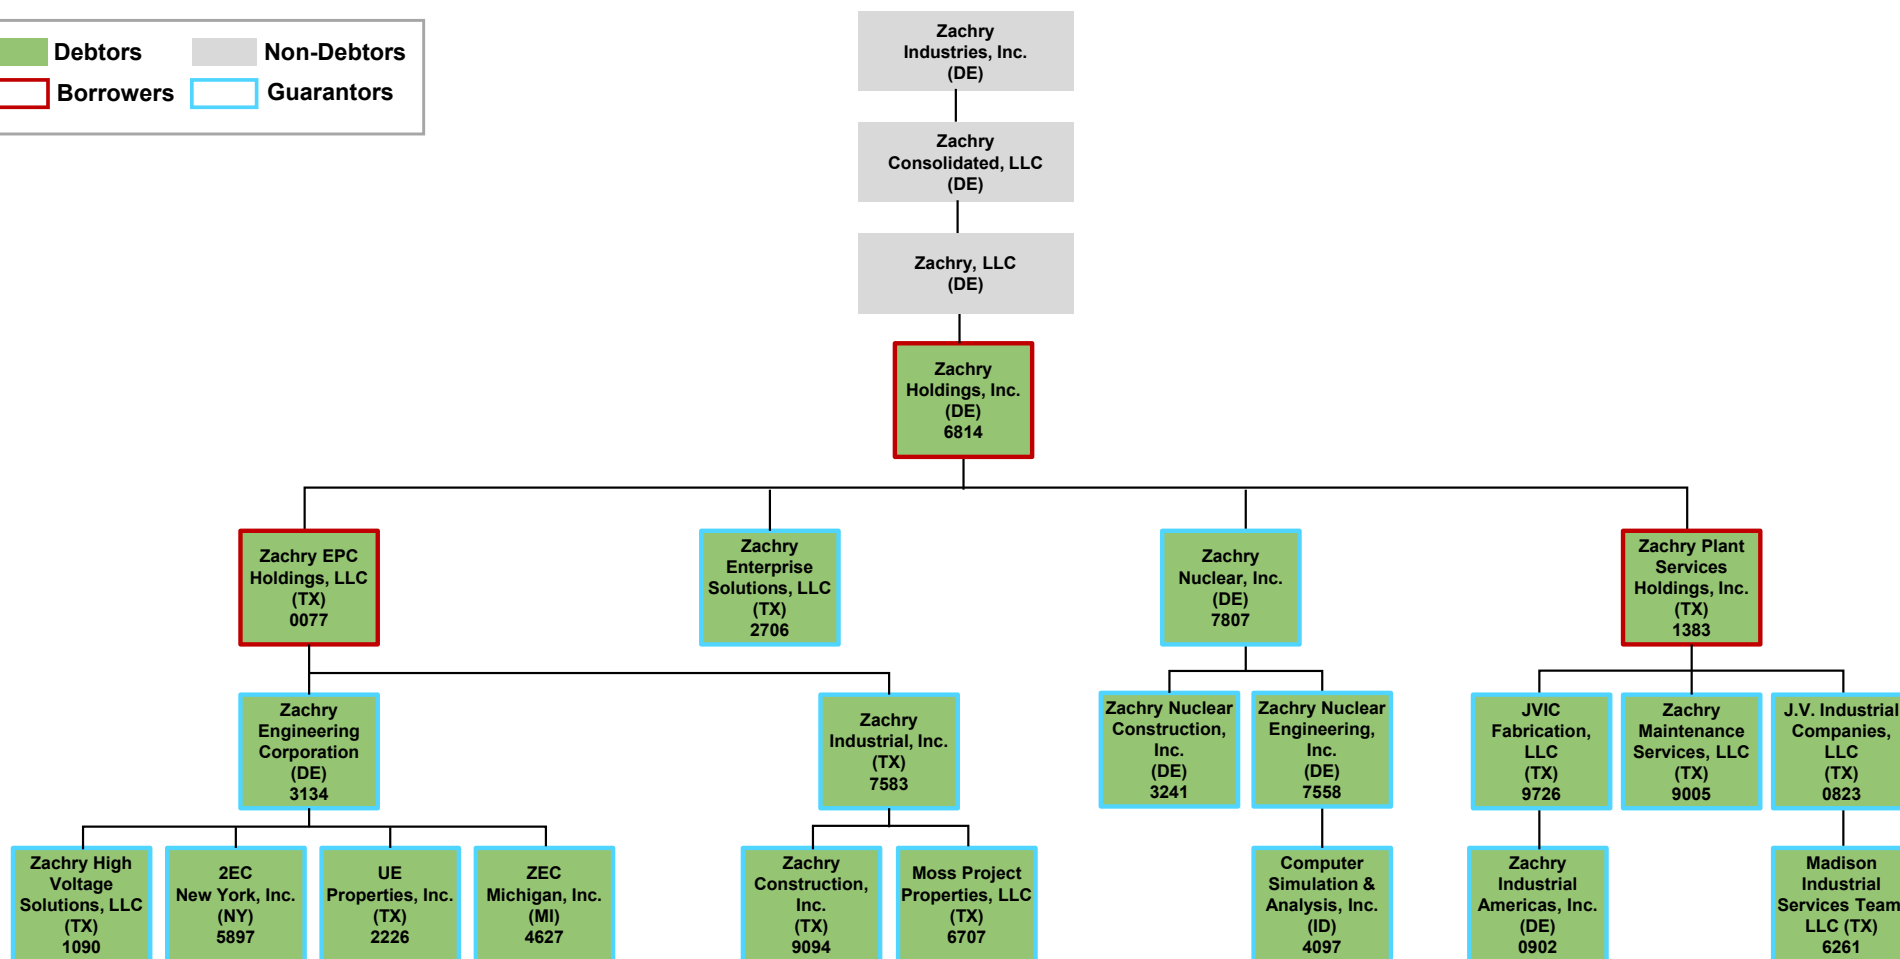 Debtors
Non-Debtors
Borrowers
Guarantors
Zachry
Industries, Inc.
(DE)
Zachry
Consolidated, LLC
(DE)
Zachry, LLC
(DE)
Zachry
Holdings, Inc.
(DE)
6814
Zachry EPC
Holdings, LLC
(TX)
0077
Zachry
Enterprise
Solutions, LLC
(TX)
2706
Zachry
Nuclear, Inc.
(DE)
7807
Zachry Plant
Services
Holdings, Inc.
(TX)
1383
Zachry
Engineering
Corporation
(DE)
3134
Zachry
Industrial, Inc.
(TX)
7583
Zachry Nuclear
Construction,
Inc.
(DE)
3241
Zachry Nuclear
Engineering,
Inc.
(DE)
7558
JVIC
Fabrication,
LLC
(TX)
9726
Zachry
Maintenance
Services, LLC
(TX)
9005
J.V. Industrial
Companies,
LLC
(TX)
0823
Zachry High
Voltage
Solutions, LLC
(TX)
1090
2EC
New York, Inc.
(NY)
5897
UE
Properties, Inc.
(TX)
2226
ZEC
Michigan, Inc.
(MI)
4627
Zachry
Construction,
Inc.
(TX)
9094
Moss Project
Properties, LLC
(TX)
6707
Computer
Simulation &
Analysis, Inc.
(ID)
4097
Zachry
Industrial
Americas, Inc.
(DE)
0902
Madison
Industrial
Services Team
LLC (TX)
6261